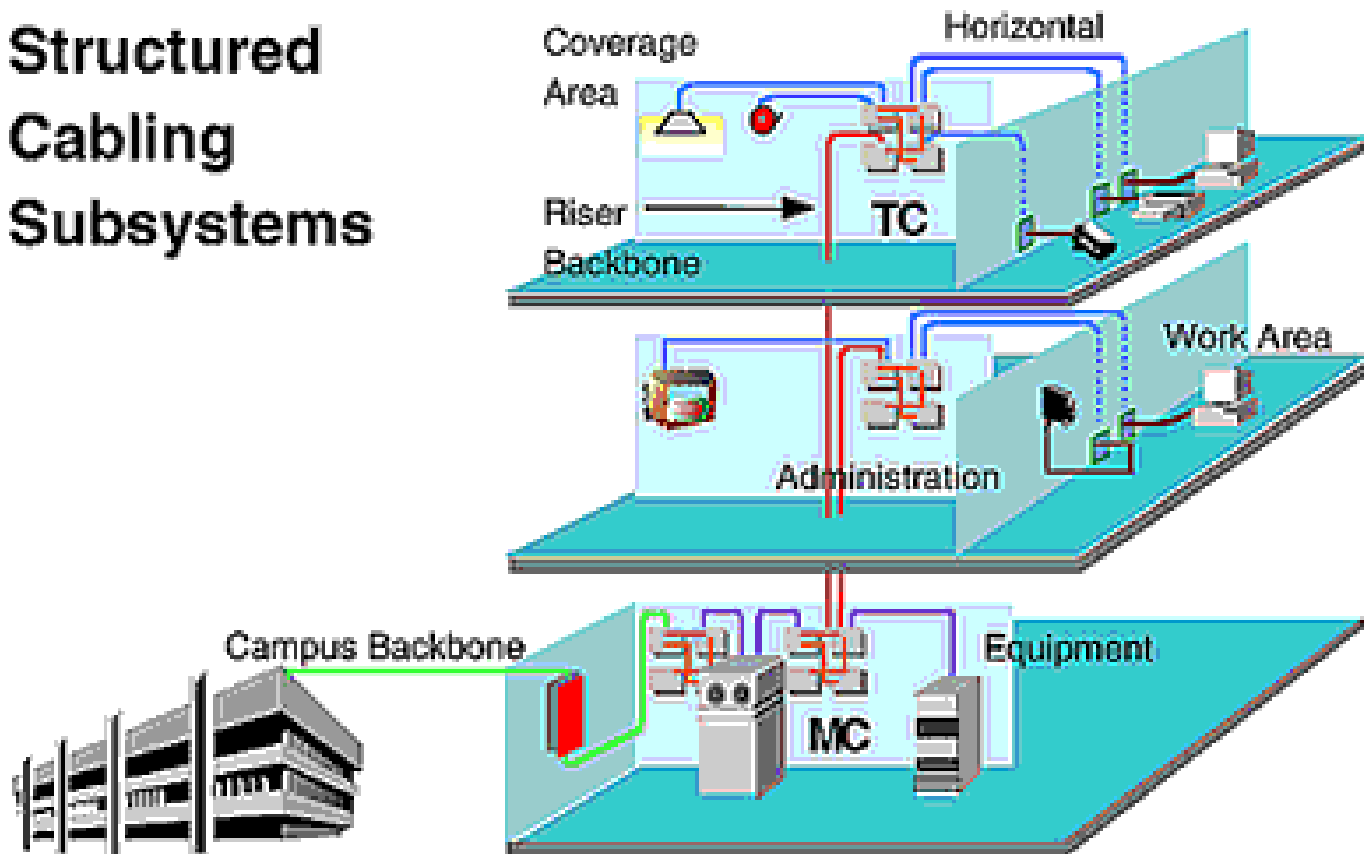 Structured
Cabling
Subsystems
Coverage
Area
Horizontal
Riser
Backbone
TC
Work Area
Administration
Campus Backbone
Equipment
MC